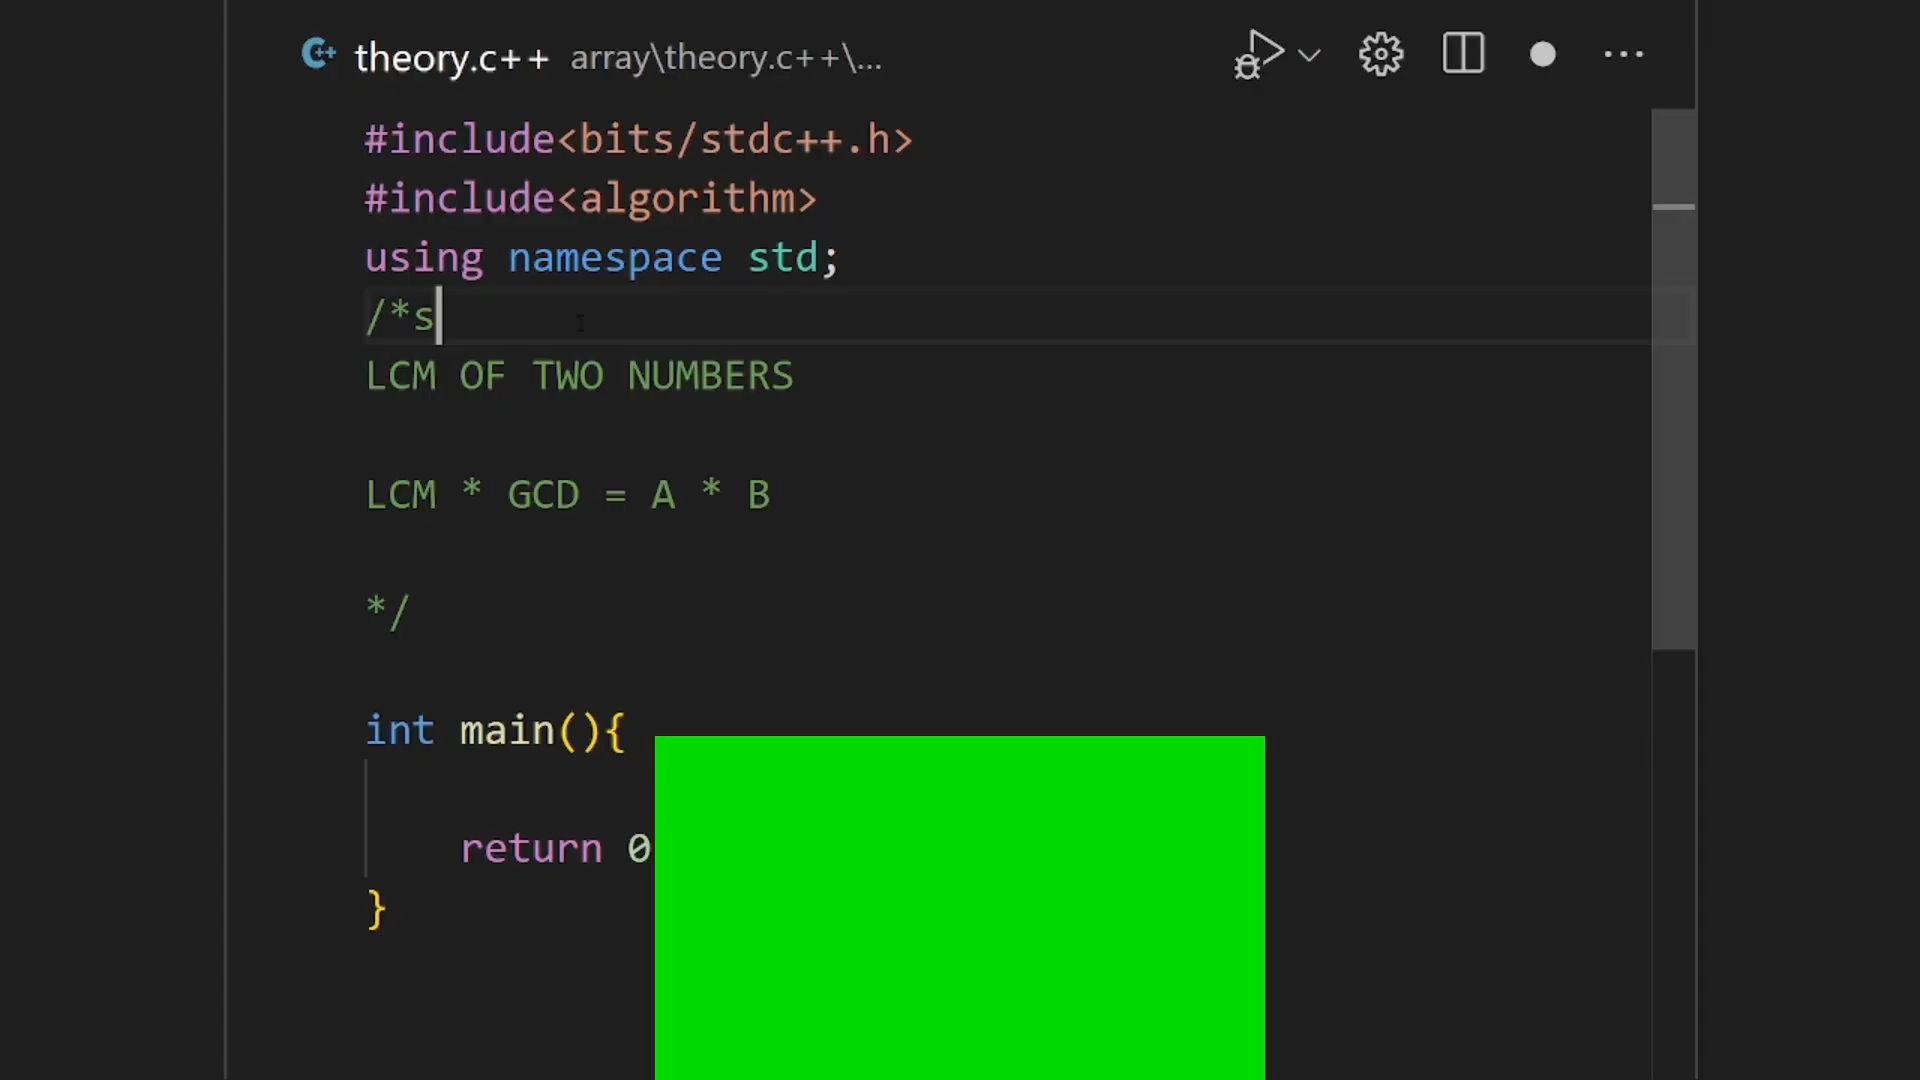 theory.c++ array\theory.c++\...
#include<bits/stdc++.h>
#include<algorithm>
using namespace std;
/*s
LCM OF TWO NUMBERS
LCM * GCD = A * B
*/
int main(){
return 0
}